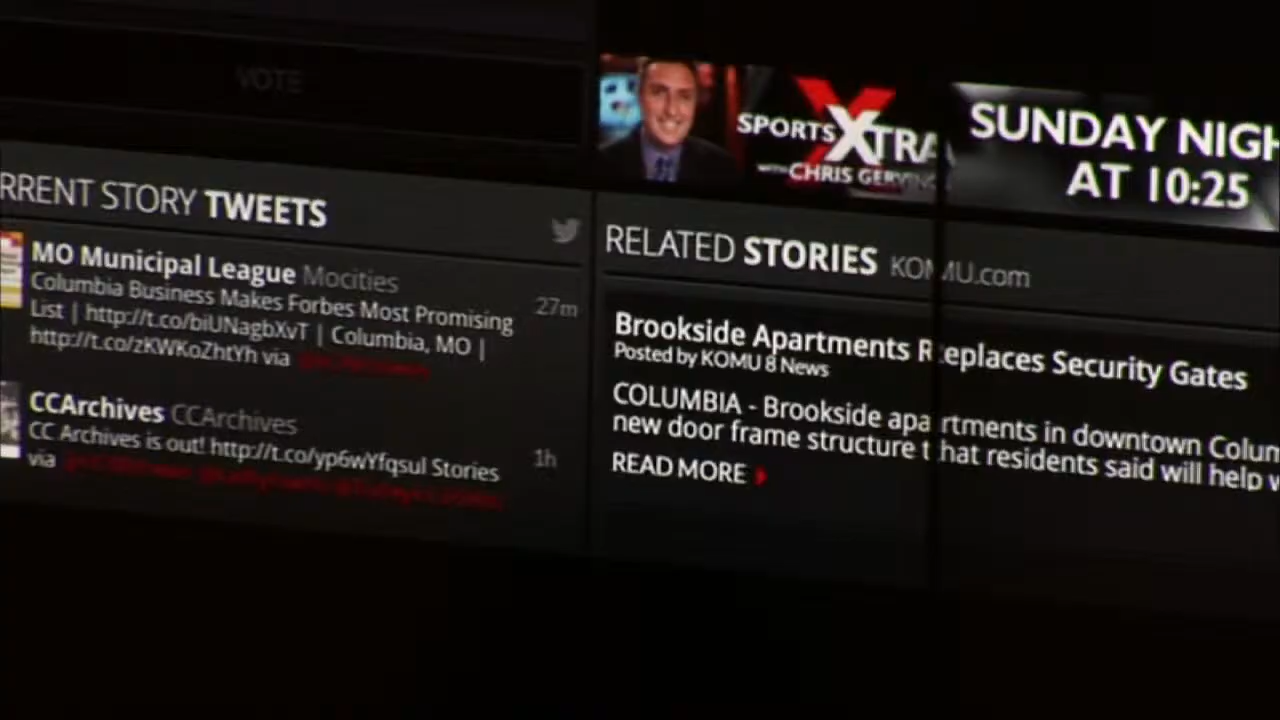 VOTE
SPORTS XTRA
WITH CHRIS GERVINO
SUNDAY NIGH
AT 10:25
RRENT STORY TWEETS
MO Municipal League Mocities
Columbia Business Makes Forbes Most Promising
List | http://t.co/biUNagbXvT | Columbia, MO |
http://t.co/zKWKoZhtYh via
27m
CCArchives CCArchives
CC Archives is out! http://t.co/yp6wYfqsul Stories
via
1h
RELATED STORIES KOMU.com
Brookside Apartments Replaces Security Gates
Posted by KOMU 8 News
COLUMBIA - Brookside apartments in downtown Colum
new door frame structure that residents said will help w
READ MORE